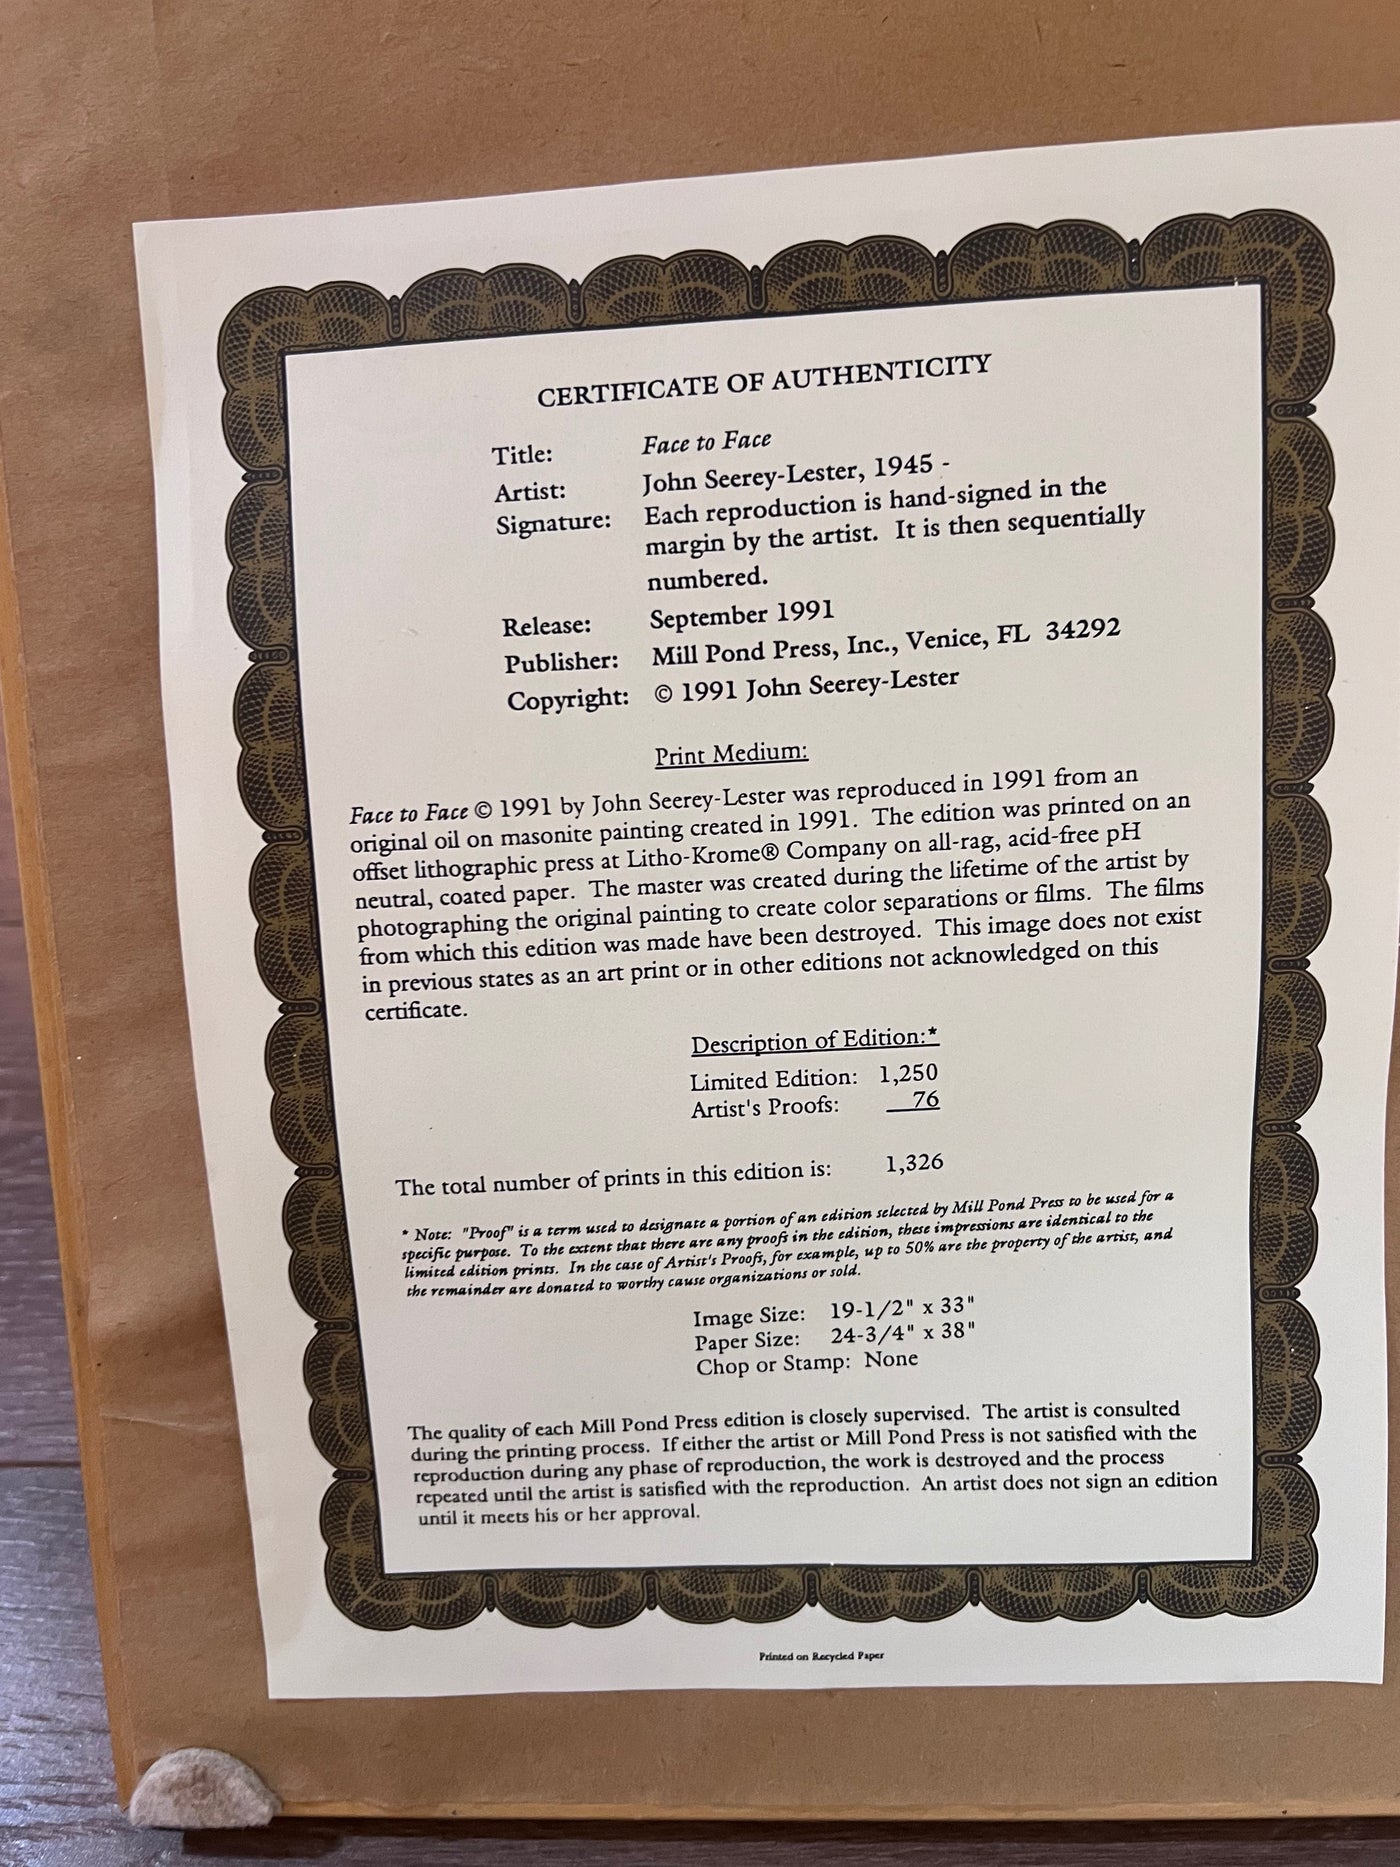 CERTIFICATE OF AUTHENTICITY
Title: Face to Face
Artist: John Seerey-Lester, 1945 -
Signature: Each reproduction is hand-signed in the
margin by the artist. It is then sequentially
numbered.
Release: September 1991
Publisher: Mill Pond Press, Inc., Venice, FL 34292
Copyright: © 1991 John Seerey-Lester
Print Medium:
Face to Face © 1991 by John Seerey-Lester was reproduced in 1991 from an
original oil on masonite painting created in 1991. The edition was printed on an
offset lithographic press at Litho-Krome® Company on all-rag, acid-free pH
neutral, coated paper. The master was created during the lifetime of the artist by
photographing the original painting to create color separations or films. The films
from which this edition was made have been destroyed. This image does not exist
in previous states as an art print or in other editions not acknowledged on this
certificate.
Description of Edition:*
Limited Edition: 1,250
Artist's Proofs: 76
The total number of prints in this edition is: 1,326
* Note: "Proof" is a term used to designate a portion of an edition selected by Mill Pond Press to be used for a
specific purpose. To the extent that there are any proofs in the edition, these impressions are identical to the
limited edition prints. In the case of Artist's Proofs, for example, up to 50% are the property of the artist, and
the remainder are donated to worthy cause organizations or sold.
Image Size: 19-1/2" x 33"
Paper Size: 24-3/4" x 38"
Chop or Stamp: None
The quality of each Mill Pond Press edition is closely supervised. The artist is consulted
during the printing process. If either the artist or Mill Pond Press is not satisfied with the
reproduction during any phase of reproduction, the work is destroyed and the process
repeated until the artist is satisfied with the reproduction. An artist does not sign an edition
until it meets his or her approval.
Printed on Recycled Paper